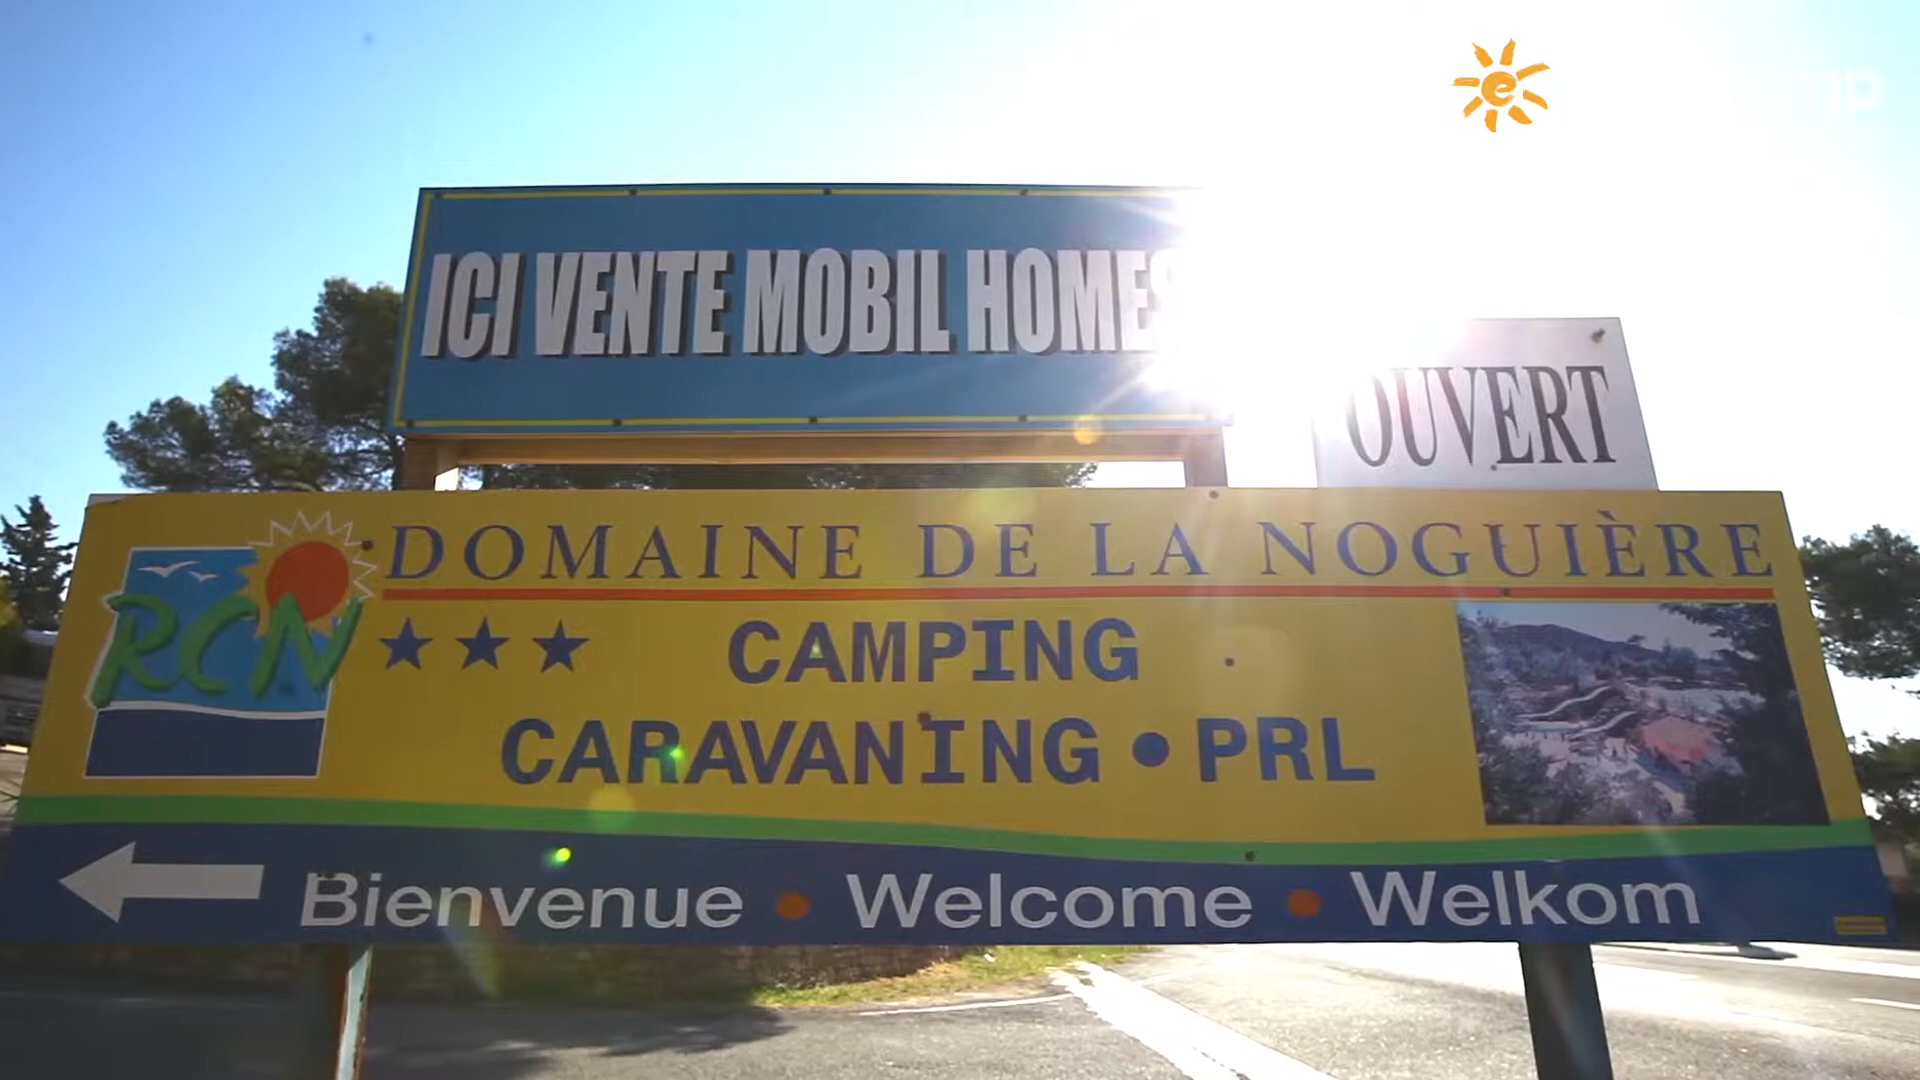 ICI VENTE MOBIL HOMES
OUVERT
DOMAINE DE LA NOGUIÈRE
RCN
★★★ CAMPING
CARAVANING • PRL
Bienvenue • Welcome • Welkom